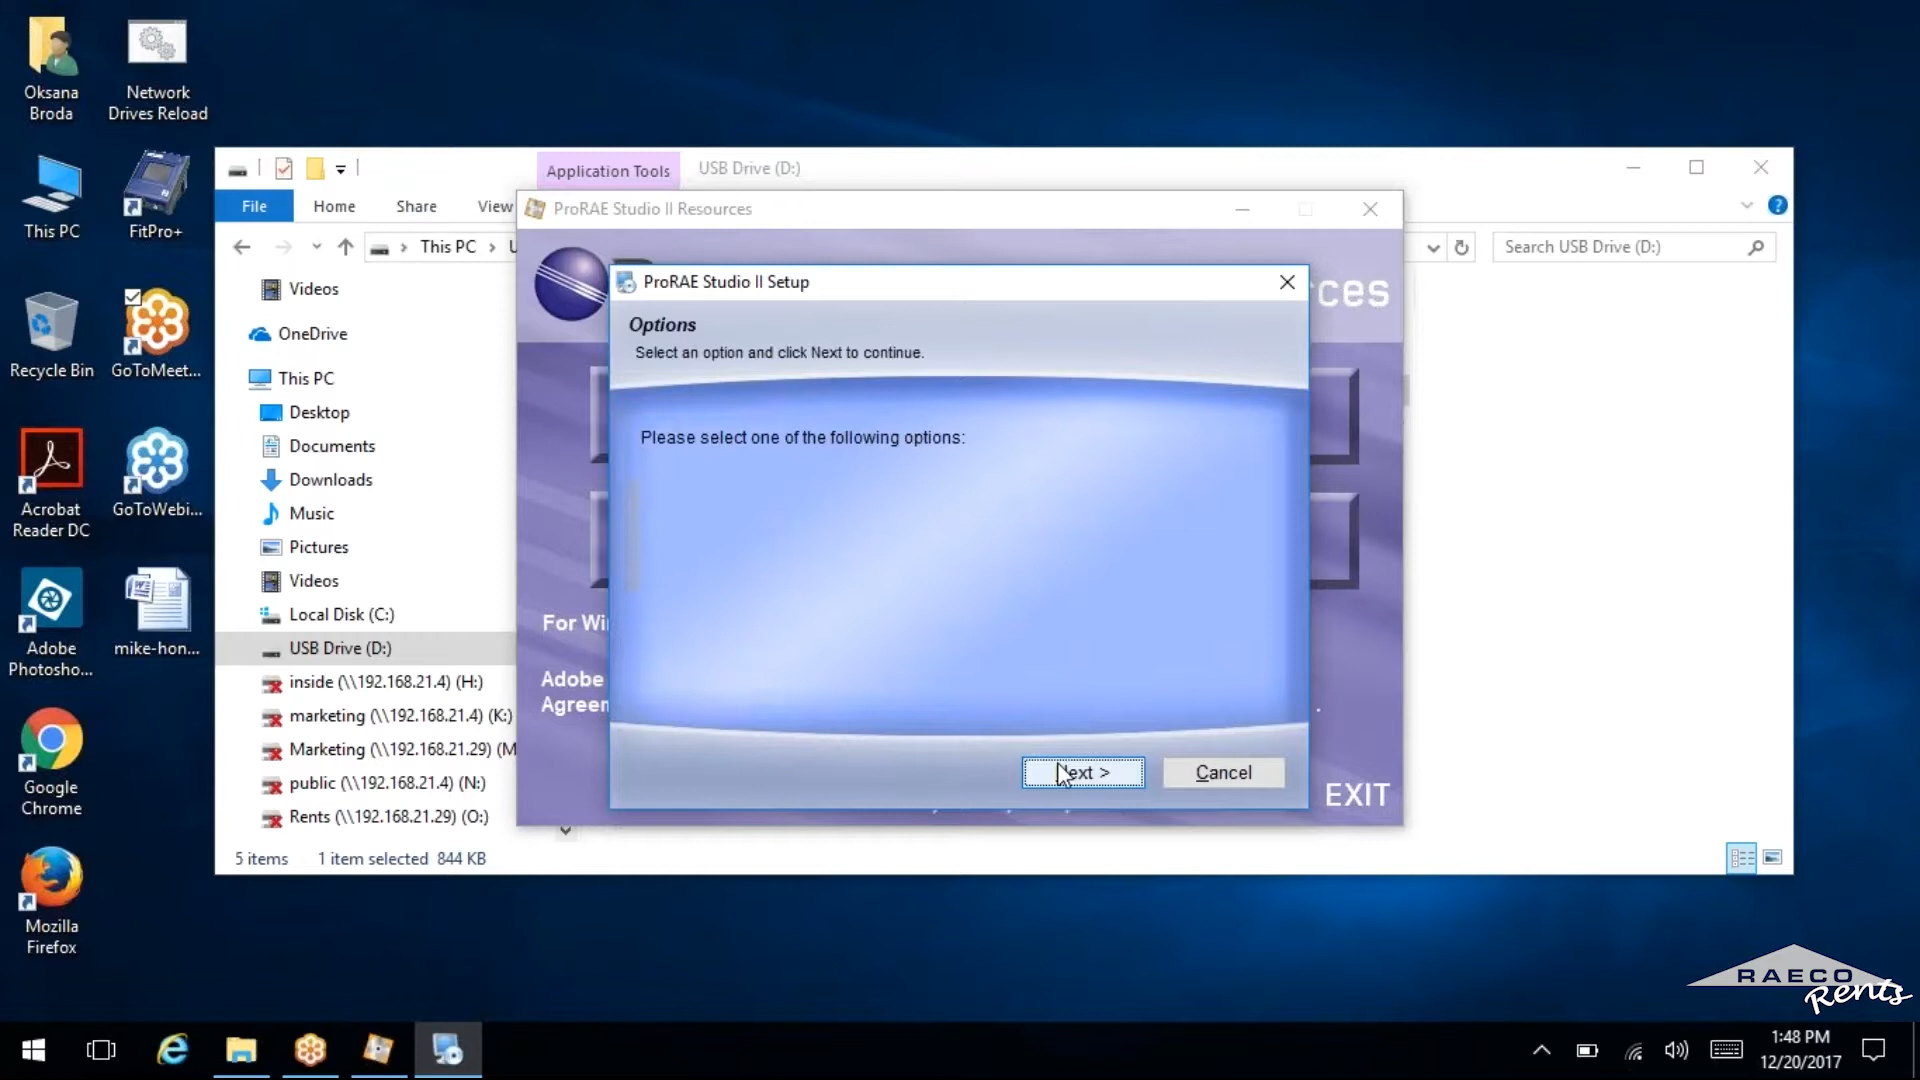 Oksana
Broda
Network
Drives Reload
This PC
FitPro+
Recycle Bin
GoToMeet...
Acrobat
Reader DC
GoToWebi...
Adobe
Photosho...
mike-hon...
Google
Chrome
Mozilla
Firefox
Application Tools
USB Drive (D:)
File
Home
Share
View
This PC
Search USB Drive (D:)
Videos
OneDrive
This PC
Desktop
Documents
Downloads
Music
Pictures
Videos
Local Disk (C:)
USB Drive (D:)
inside (\\192.168.21.4) (H:)
marketing (\\192.168.21.4) (K:)
Marketing (\\192.168.21.29) (M
public (\\192.168.21.4) (N:)
Rents (\\192.168.21.29) (O:)
5 items
1 item selected 844 KB
ProRAE Studio II Resources
rces
For Wi
Adobe
Agreen
EXIT
ProRAE Studio II Setup
Options
Select an option and click Next to continue.
Please select one of the following options:
ext >
Cancel
RAECO
Rents
1:48 PM
12/20/2017